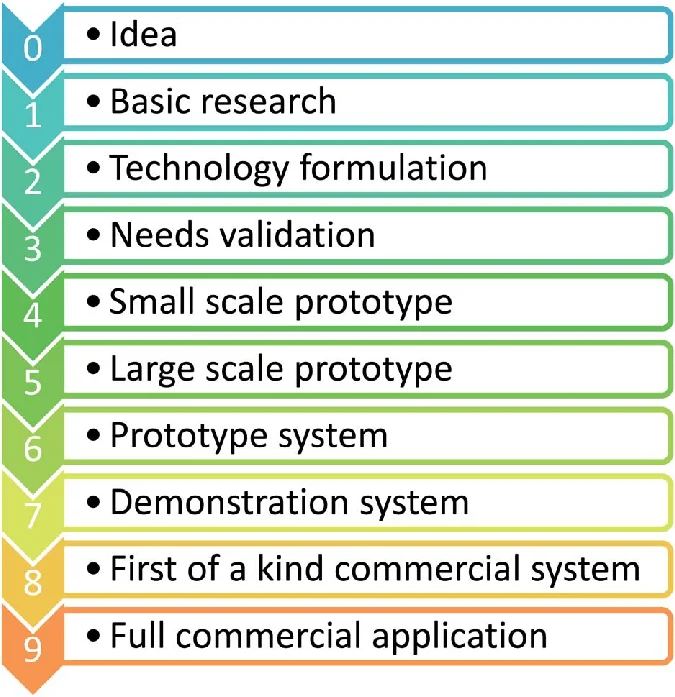 0 • Idea
1 • Basic research
2 • Technology formulation
3 • Needs validation
4 • Small scale prototype
5 • Large scale prototype
6 • Prototype system
7 • Demonstration system
8 • First of a kind commercial system
9 • Full commercial application